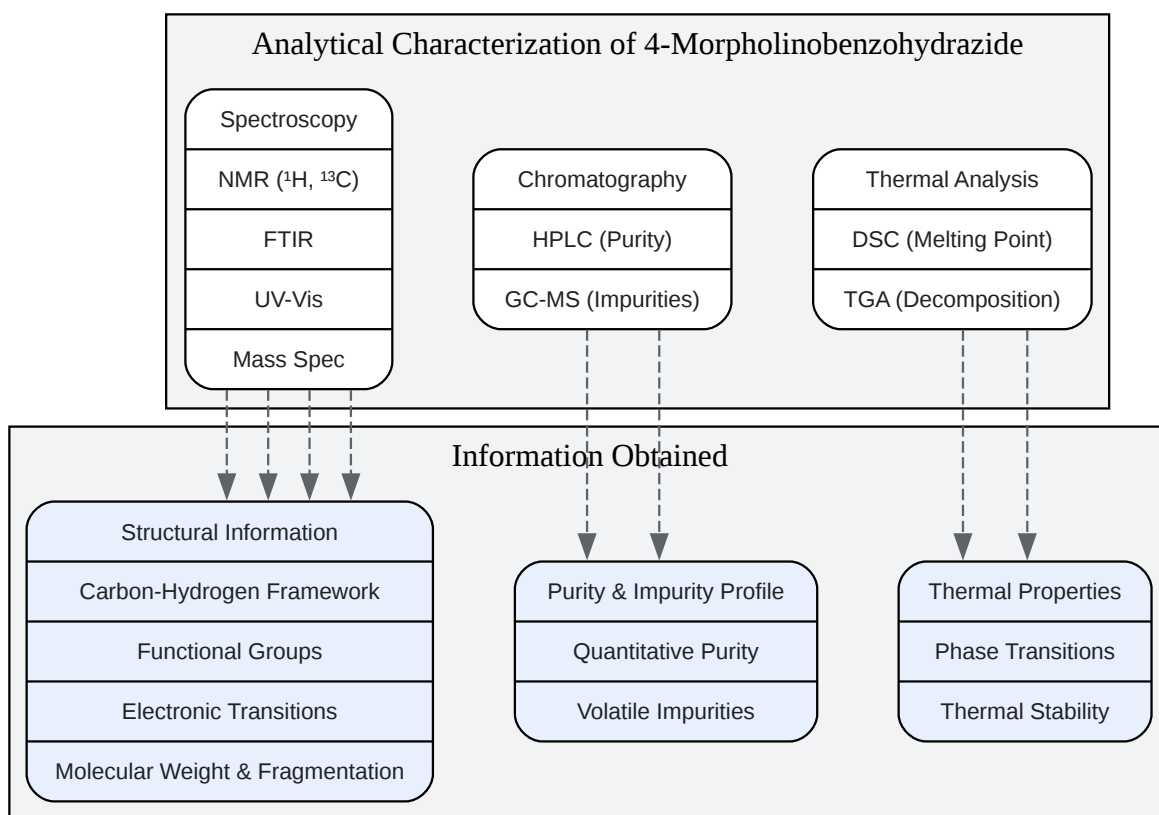 Analytical Characterization of 4-Morpholinobenzohydrazide
Spectroscopy
NMR (¹H, ¹³C)
FTIR
UV-Vis
Mass Spec
Chromatography
HPLC (Purity)
GC-MS (Impurities)
Thermal Analysis
DSC (Melting Point)
TGA (Decomposition)
Information Obtained
Structural Information
Carbon-Hydrogen Framework
Functional Groups
Electronic Transitions
Molecular Weight & Fragmentation
Purity & Impurity Profile
Quantitative Purity
Volatile Impurities
Thermal Properties
Phase Transitions
Thermal Stability